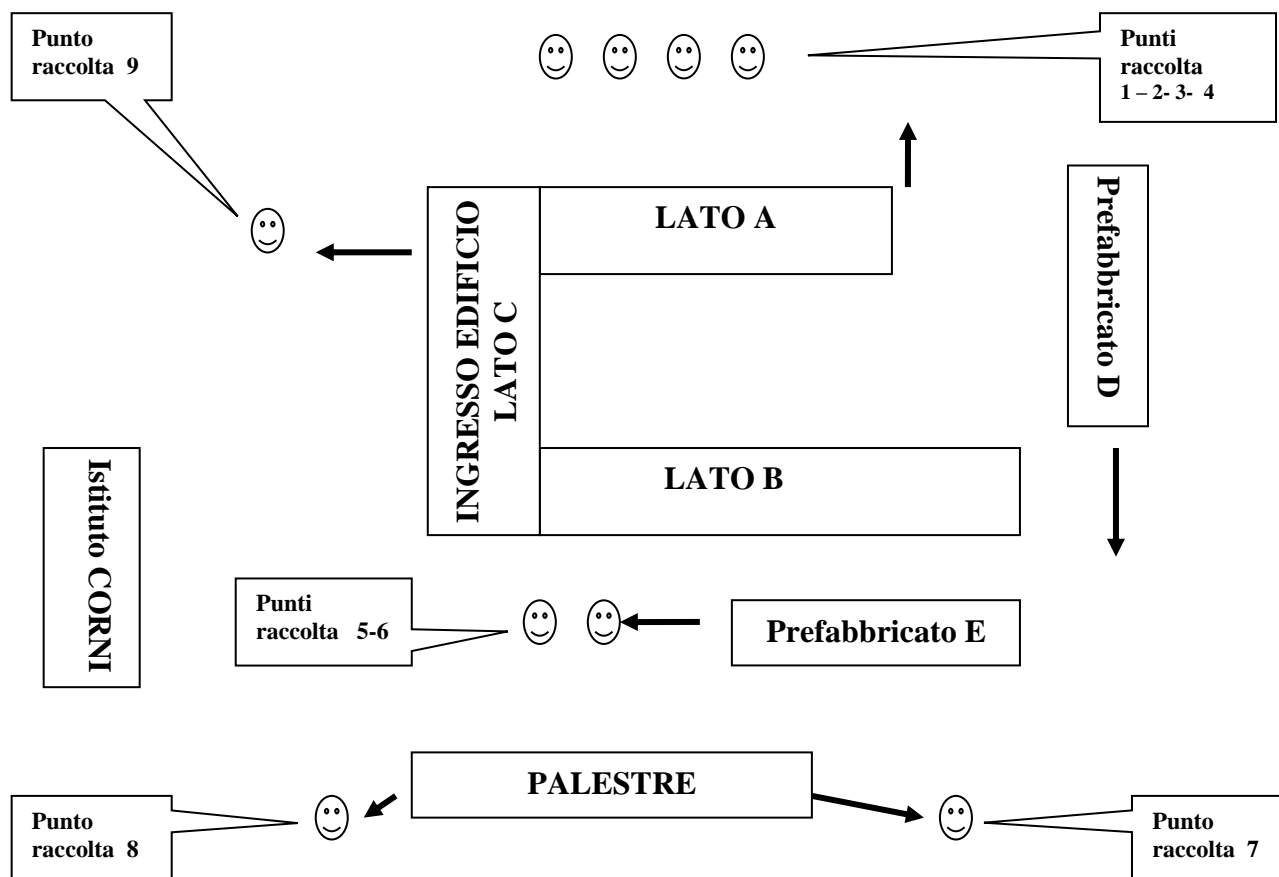 Punto
raccolta 9
Punti
raccolta
1 – 2- 3- 4
LATO A
INGRESSO EDIFICIO
LATO C
Prefabbricato D
LATO B
Istituto CORNI
Punti
raccolta 5-6
Prefabbricato E
PALESTRE
Punto
raccolta 8
Punto
raccolta 7